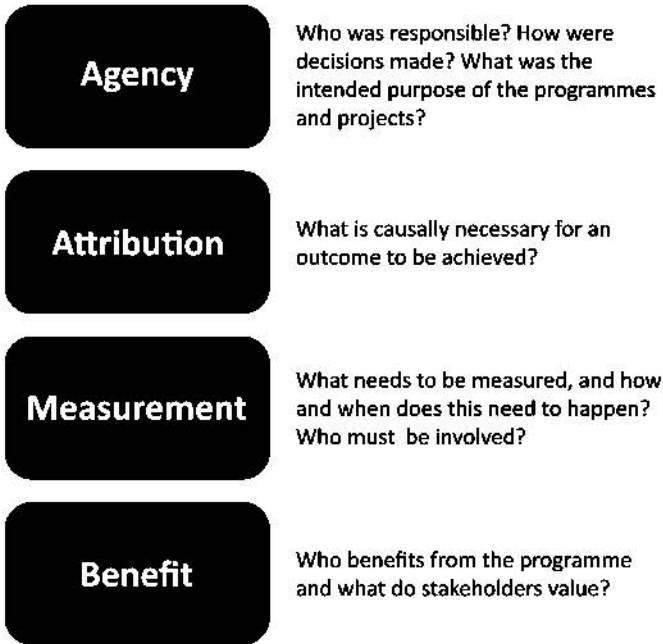 Agency
Who was responsible? How were
decisions made? What was the
intended purpose of the programmes
and projects?
Attribution
What is causally necessary for an
outcome to be achieved?
Measurement
What needs to be measured, and how
and when does this need to happen?
Who must  be involved?
Benefit
Who benefits from the programme
and what do stakeholders value?